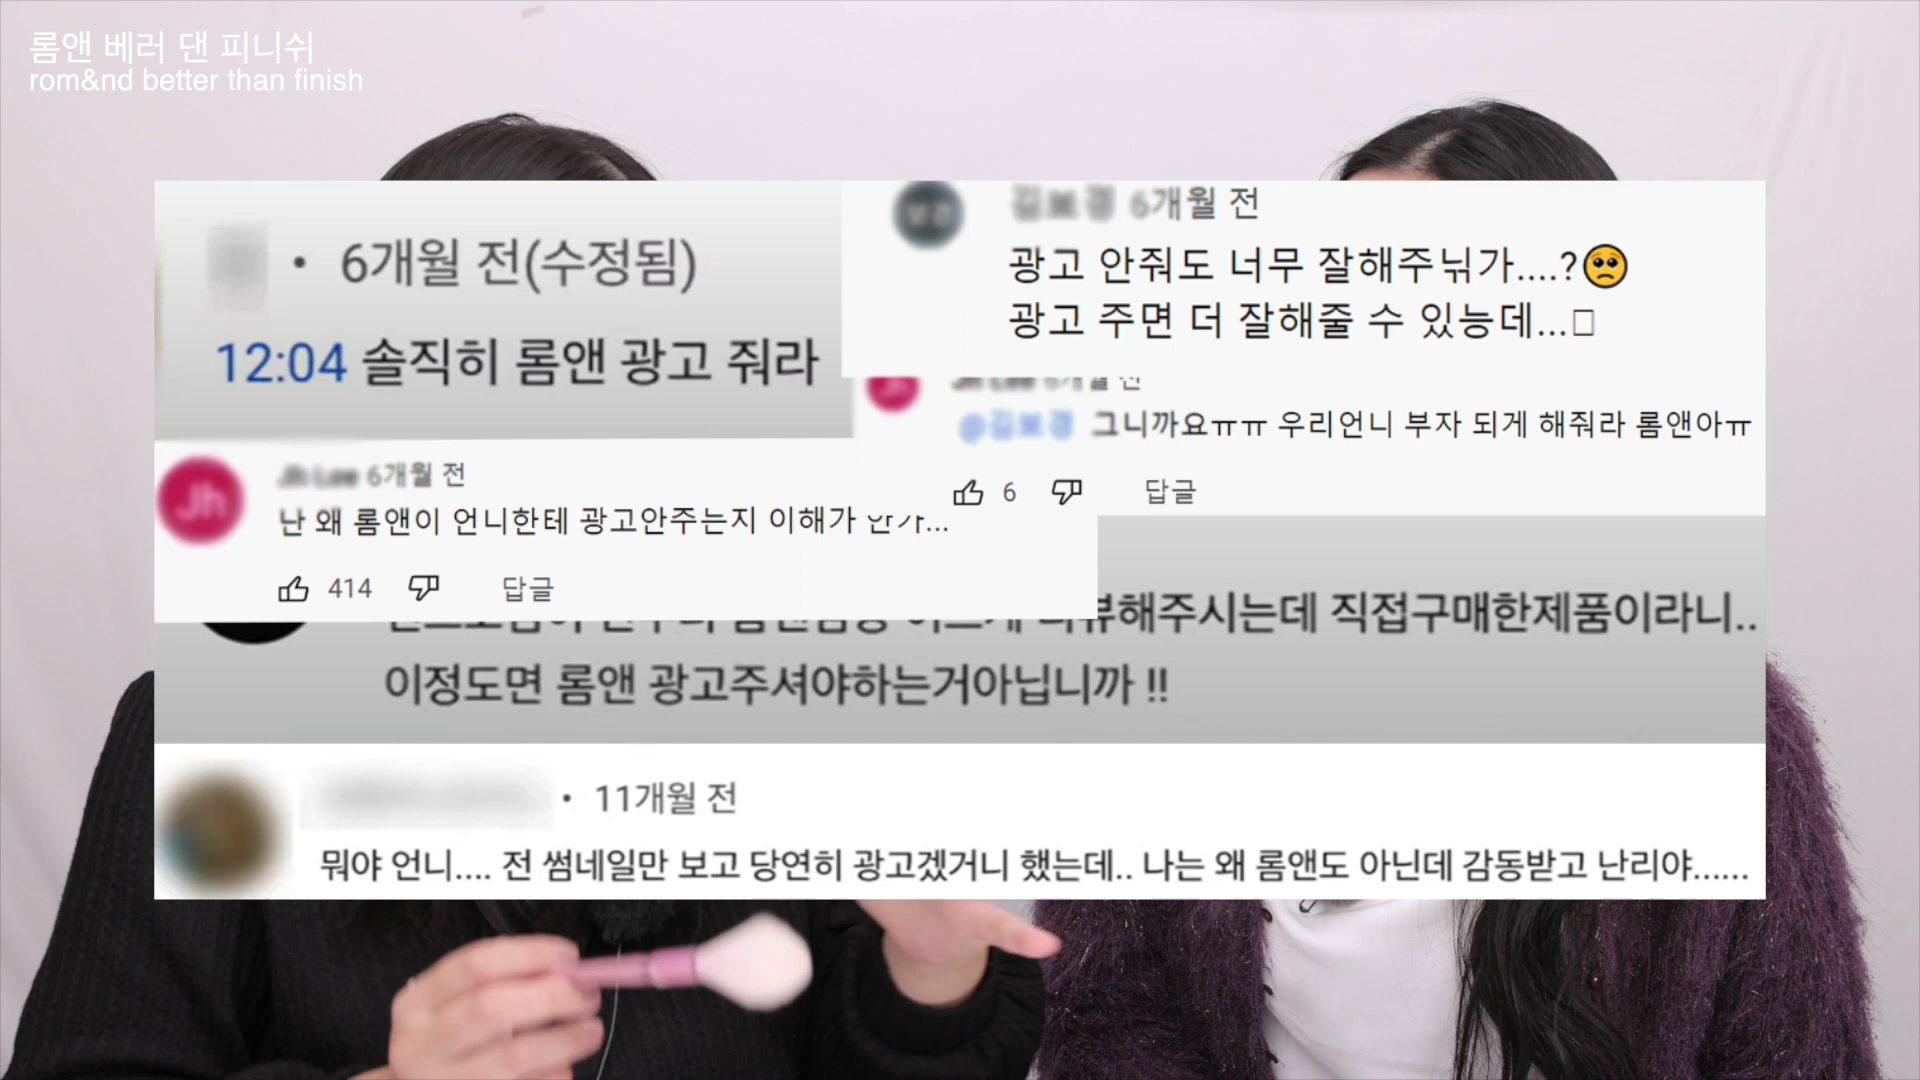 롬앤 베러 댄 피니쉬
rom&nd better than finish
• 6개월 전(수정됨)
12:04 솔직히 롬앤 광고 줘라
6개월 전
광고 안줘도 너무 잘해주닊가....?🥺
광고 주면 더 잘해줄 수 있능데...□
그니까요ㅠㅠ 우리언니 부자 되게 해줘라 롬앤아ㅠ
6 답글
Jh
6개월 전
난 왜 롬앤이 언니한테 광고안주는지 이해가 안가...
414 답글
직접구매한제품이라니..
이정도면 롬앤 광고주셔야하는거아닙니까 !!
• 11개월 전
뭐야 언니.... 전 썸네일만 보고 당연히 광고겠거니 했는데.. 나는 왜 롬앤도 아닌데 감동받고 난리야......